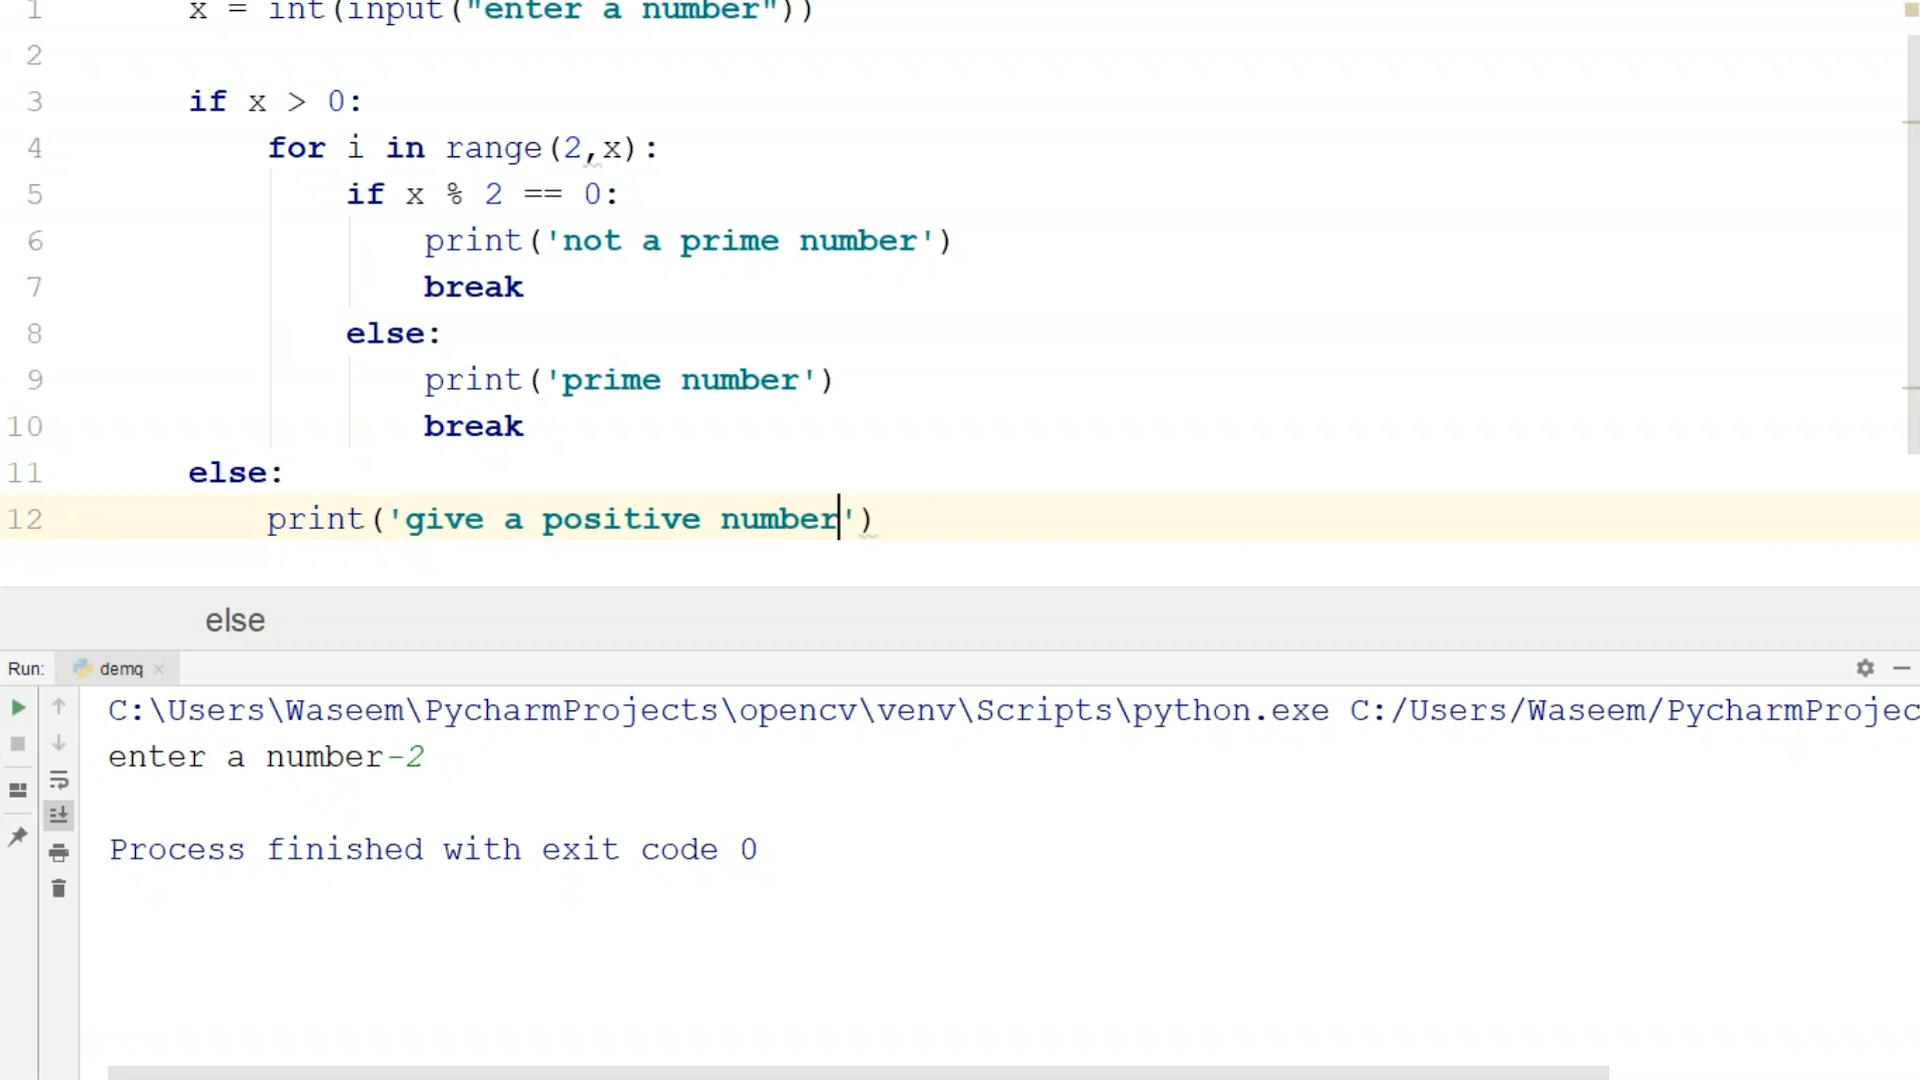 1 x = int(input("enter a number"))
2
3 if x > 0:
4 for i in range(2,x):
5 if x % 2 == 0:
6 print('not a prime number')
7 break
8 else:
9 print('prime number')
10 break
11 else:
12 print('give a positive number')
else
Run: demq
C:\Users\Waseem\PycharmProjects\opencv\venv\Scripts\python.exe C:/Users/Waseem/PycharmProjec
enter a number-2
Process finished with exit code 0